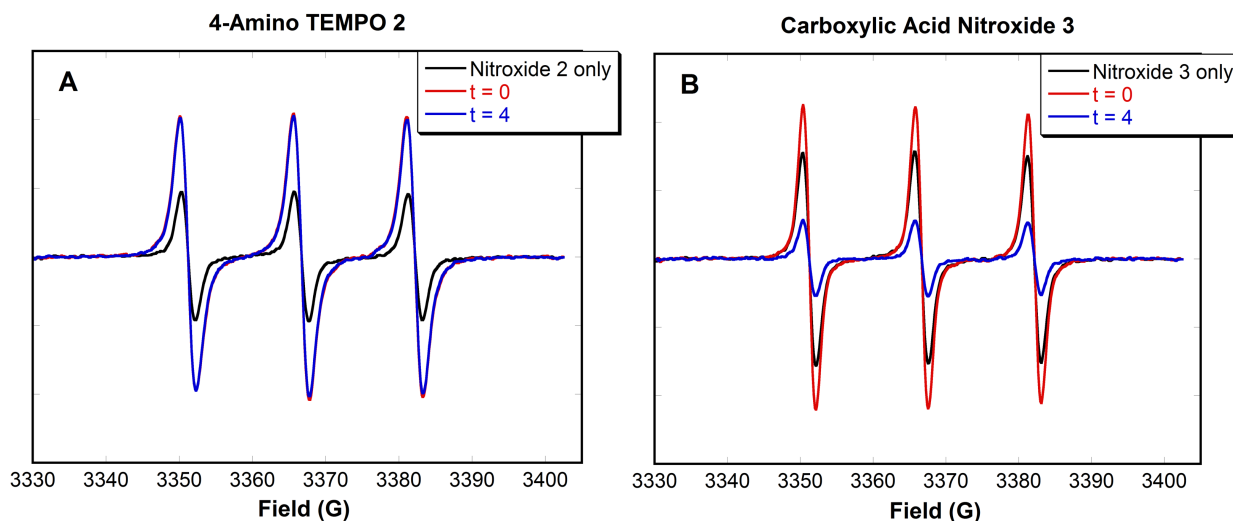 4-Amino TEMPO 2
A
Nitroxide 2 only
t = 0
t = 4
3330 3340 3350 3360 3370 3380 3390 3400
Field (G)
Carboxylic Acid Nitroxide 3
B
Nitroxide 3 only
t = 0
t = 4
3330 3340 3350 3360 3370 3380 3390 3400
Field (G)